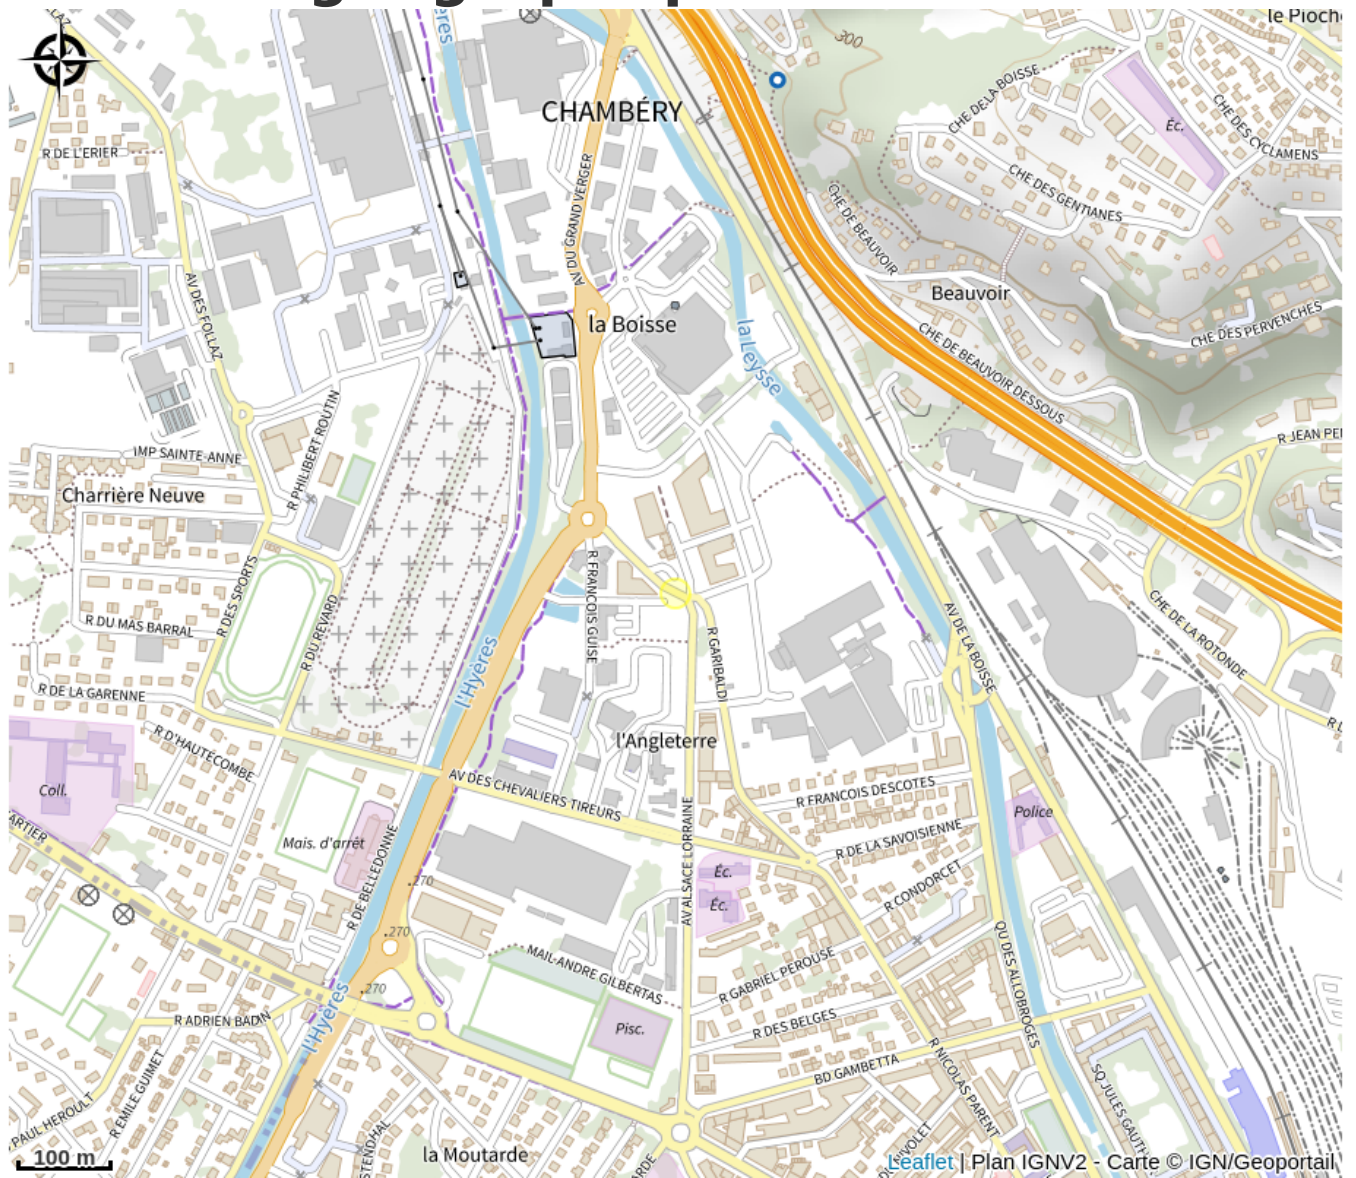 le Pioch
300
CHE DE LA BOISSE
CHAMBÉRY
Éc.
CHE DES CYCLAMENS
R DE L'ERIER
CHE DES GENTIANES
AV DU GRAND VERGER
CHE DE BEAUVOIR
Beauvoir
AV DES FOLLAZ
la Boisse
CHE DES PERVENCHES
la Leysse
CHE DE BEAUVOIR DESSOUS
R PHILIBERT ROUTIN
R JEAN PE
IMP SAINTE-ANNE
Charrière Neuve
R DES SPORTS
R FRANCOIS GUISE
R DU REVARD
R DU MAS BARRAL
R GARIBALDI
AV DE LA BOISSE
CHE DE LA ROTONDE
l'Hyères
R DE LA GARENNE
R D'HAUTECOMBE
l'Angleterre
Coll.
AV DES CHEVALIERS TIREURS
R FRANCOIS DESCOTES
Police
ARTIER
Mais. d'arrêt
R DE LA SAVOISIENNE
R DE BELLEDONNE
AV ALSACE LORRAINE
Éc.
Éc.
R CONDORCET
270
270
270
MAIL ANDRE GILBERTAS
R GABRIEL PEROUSE
QU DES ALLOBROGES
l'Hyères
R ADRIEN BADIN
Pisc.
R DES BELGES
BD GAMBETTA
R NICOLAS PARENT
R EMILE GUIMET
PAUL HEROULT
SQ JULES GAUTH
STENDHAL
la Moutarde
100 m
Leaflet | Plan IGNV2 - Carte © IGN/Geoportail